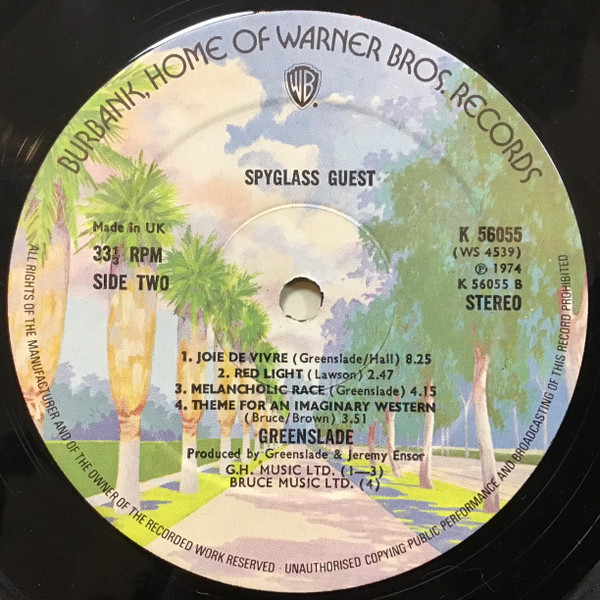 BURBANK, HOME OF WARNER BROS. RECORDS
WB
SPYGLASS GUEST
Made in UK
33⅓ RPM
SIDE TWO
K 56055
(WS 4539)
℗ 1974
K 56055 B
STEREO
1. JOIE DE VIVRE (Greenslade/Hall) 8.25
2. RED LIGHT (Lawson) 2.47
3. MELANCHOLIC RACE (Greenslade) 4.15
4. THEME FOR AN IMAGINARY WESTERN
(Bruce/Brown) 3.51
GREENSLADE
Produced by Greenslade & Jeremy Ensor
G.H. MUSIC LTD. (1—3)
BRUCE MUSIC LTD. (4)
ALL RIGHTS OF THE MANUFACTURER AND OF THE OWNER OF THE RECORDED WORK RESERVED · UNAUTHORISED COPYING PUBLIC PERFORMANCE AND BROADCASTING OF THIS RECORD PROHIBITED